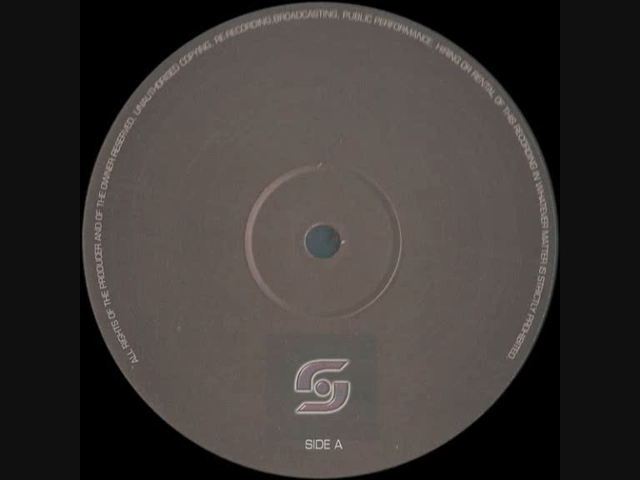 ALL RIGHTS OF THE PRODUCER AND OF THE OWNER RESERVED. UNAUTHORISED COPYING, RE-RECORDING, BROADCASTING, PUBLIC PERFORMANCE, HIRING OR RENTAL OF THIS RECORDING IN WHATEVER MATTER IS STRICTLY PROHIBITED.
SIDE A